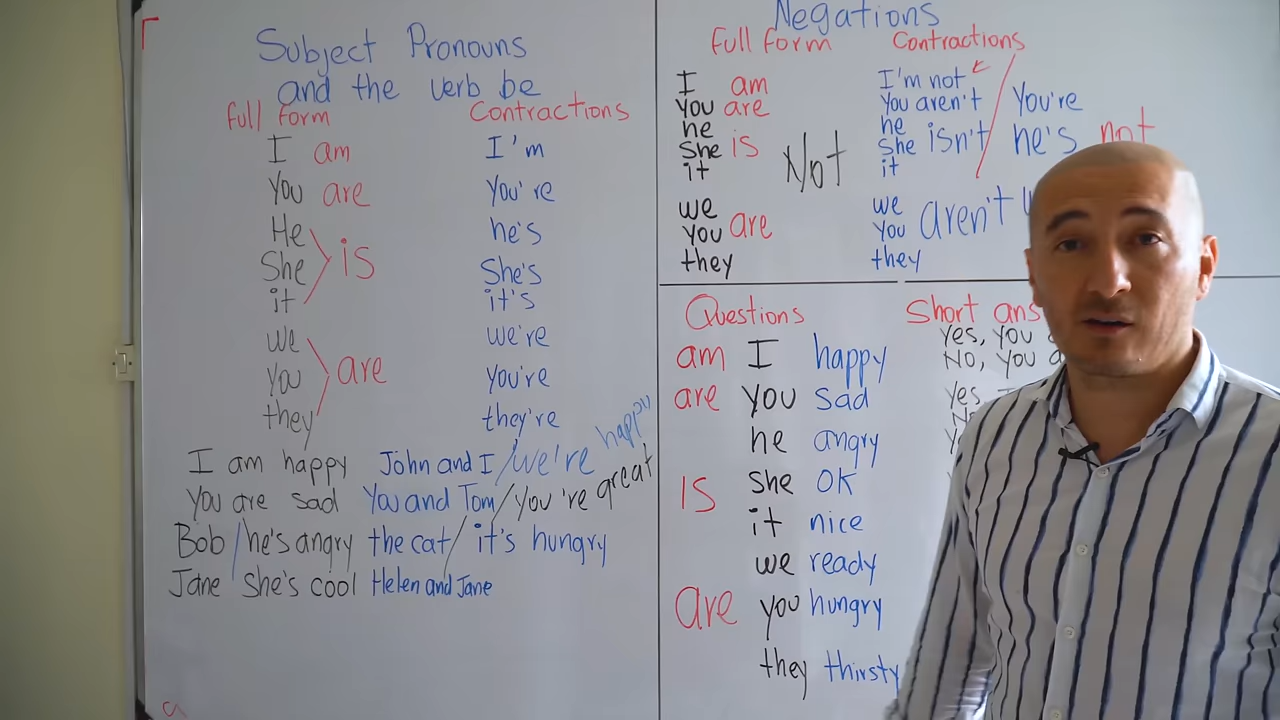 Subject Pronouns
and the verb be
full form Contractions
I am I'm
You are You're
He he's
She is She's
it it's
we we're
You are You're
they they're
I am happy John and I / we're happy
You are sad You and Tom / You're great
Bob / he's angry the cat / it's hungry
Jane she's cool Helen and Jane
Negations
full form Contractions
I am I'm not
You are You aren't / You're
he he
She is Not She isn't he's not
it it
we we
You are You aren't
they they
Questions
am I happy
are You sad
he angry
IS She OK
it nice
we ready
are you hungry
they thirsty
Short
Yes, you
No, you
yes